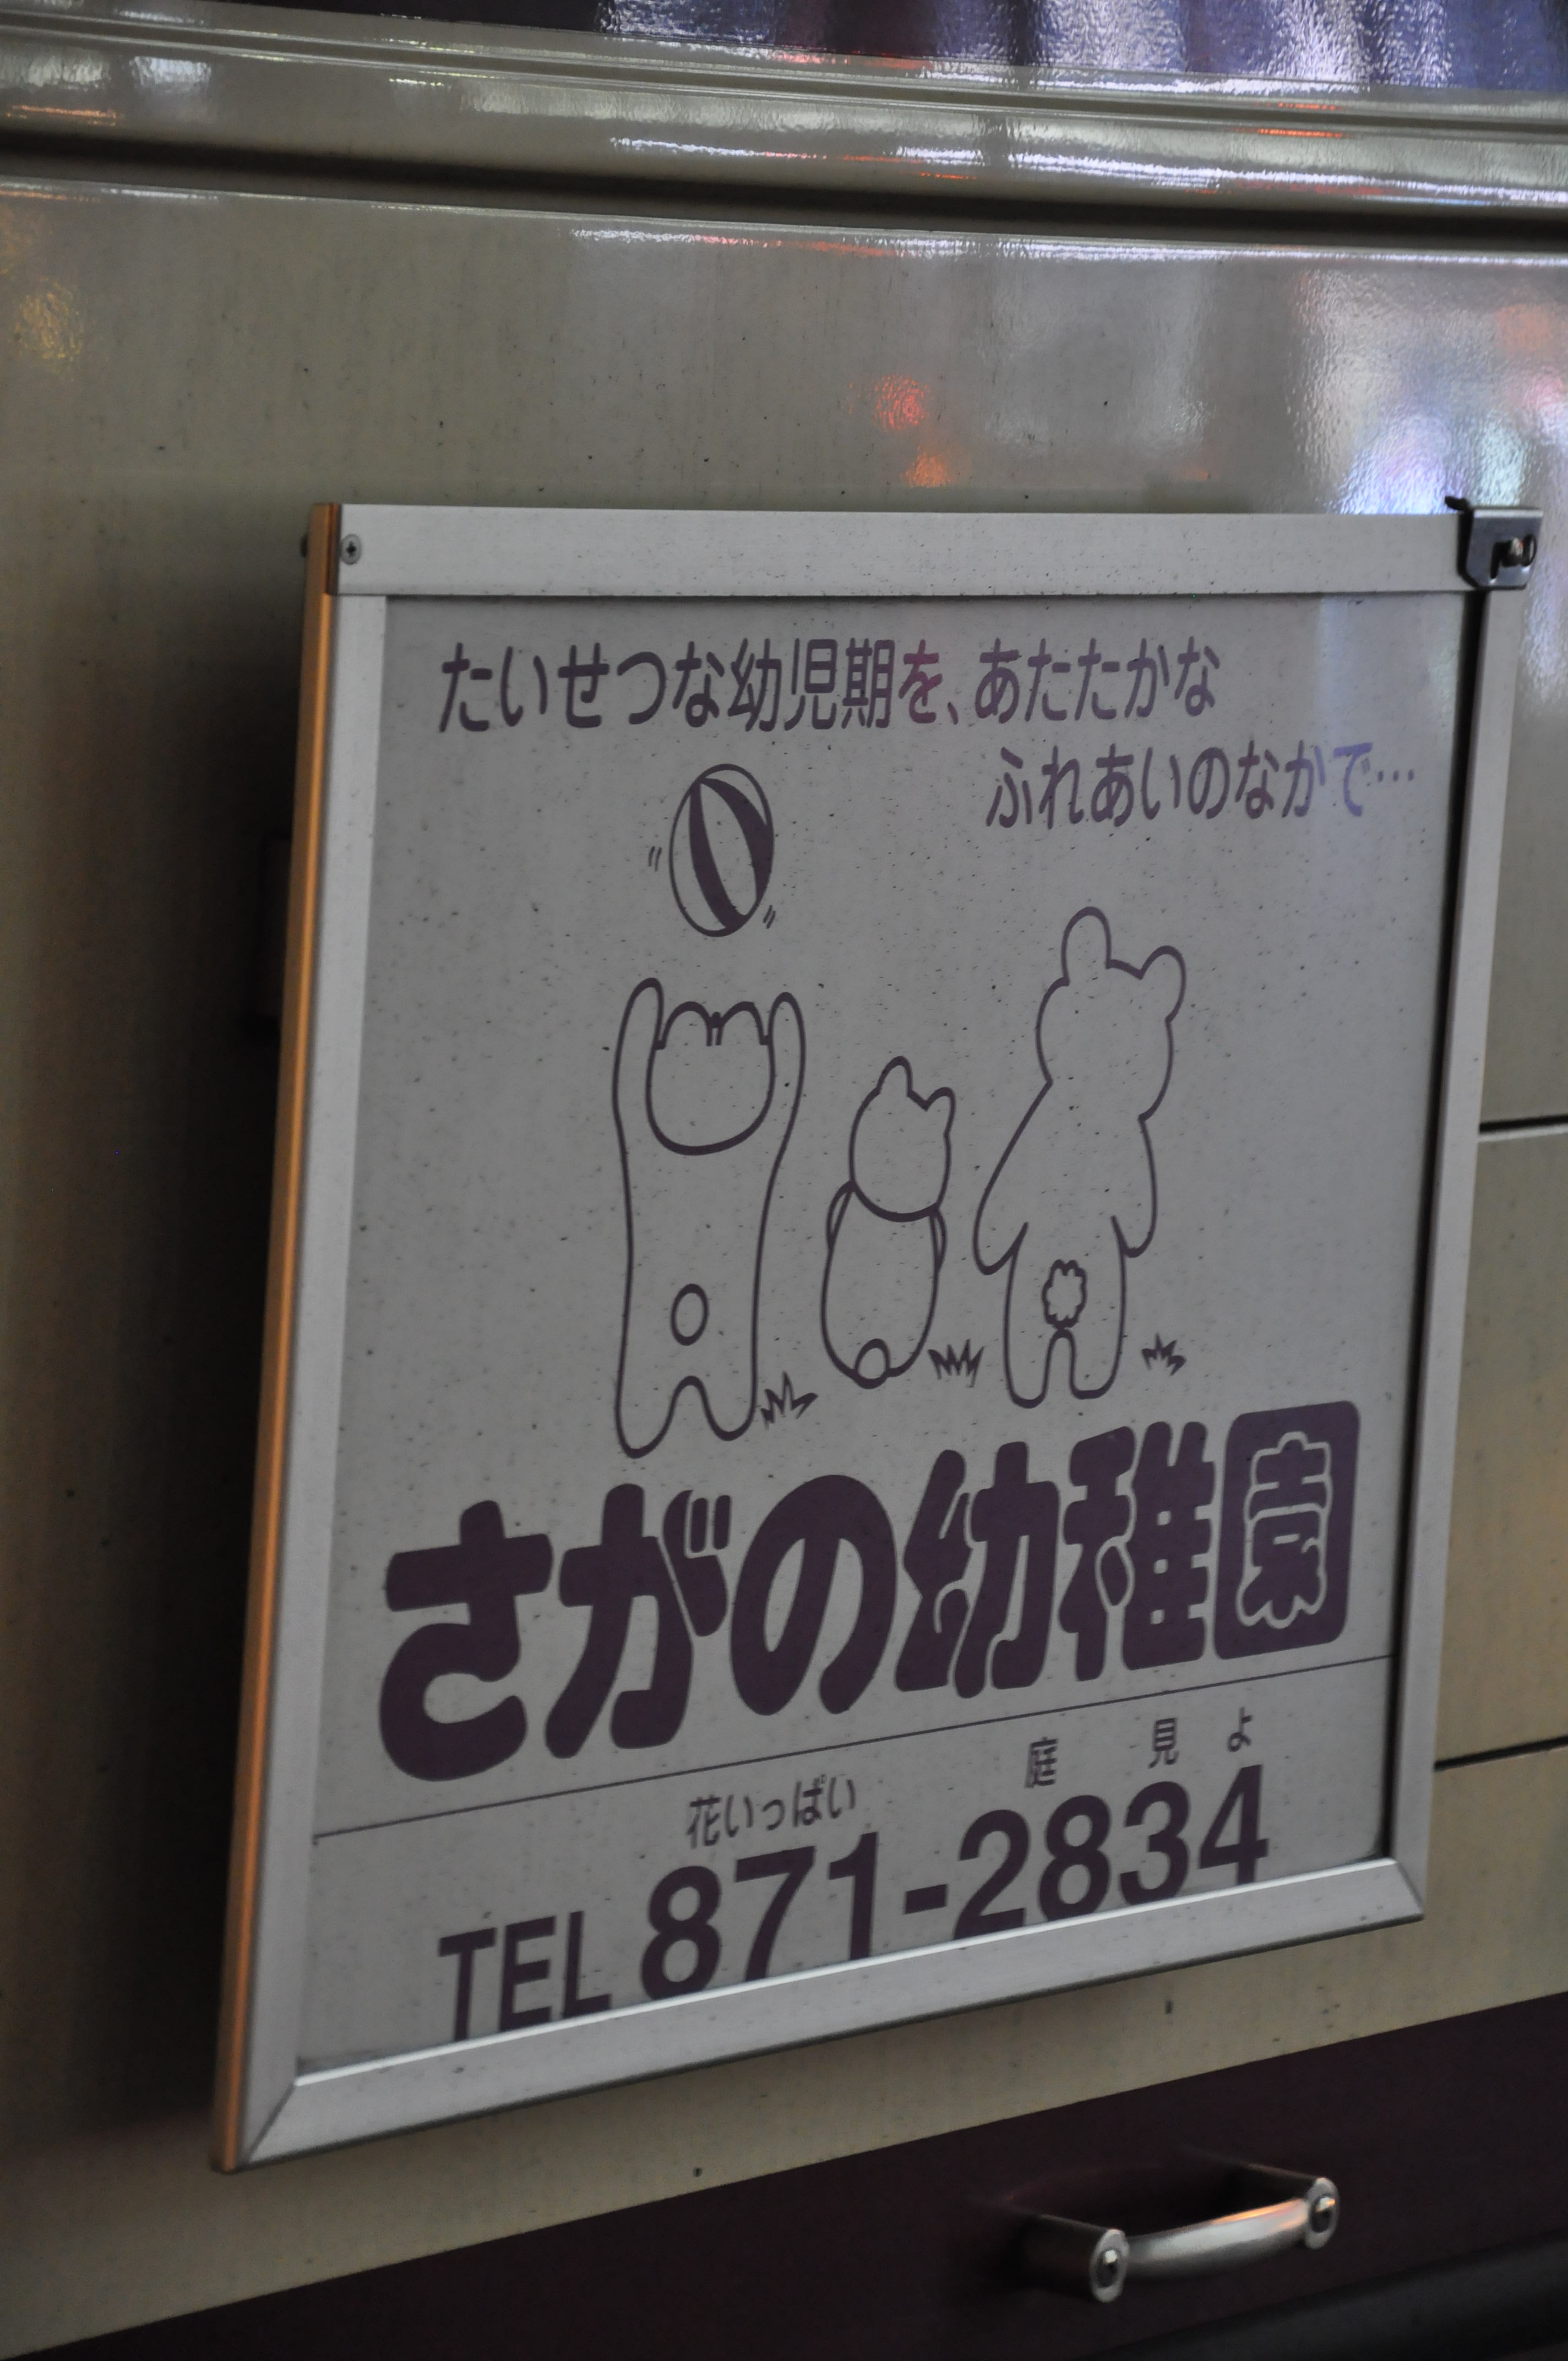 たいせつな幼児期を、あたたかな
ふれあいのなかで…
さがの幼稚園
花いっぱい 庭 見 よ
TEL 871-2834